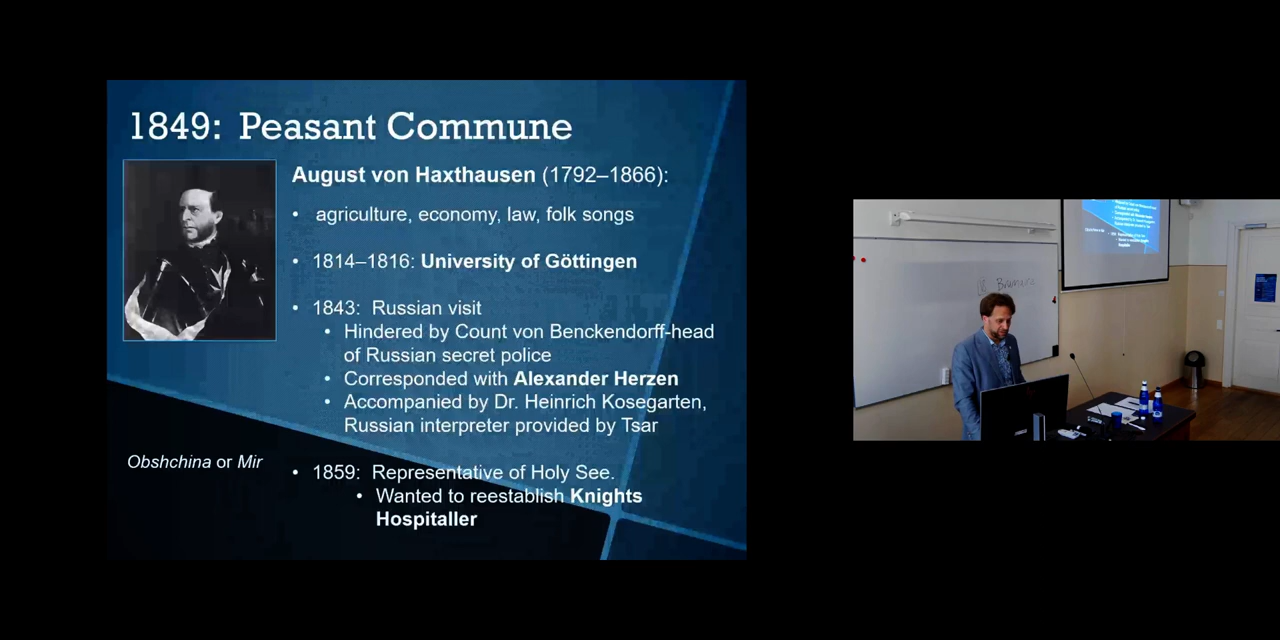 1849: Peasant Commune
August von Haxthausen (1792–1866):
• agriculture, economy, law, folk songs
• 1814–1816: University of Göttingen
• 1843: Russian visit
• Hindered by Count von Benckendorff-head
of Russian secret police
• Corresponded with Alexander Herzen
• Accompanied by Dr. Heinrich Kosegarten,
Russian interpreter provided by Tsar
Obshchina or Mir
• 1859: Representative of Holy See.
• Wanted to reestablish Knights
Hospitaller